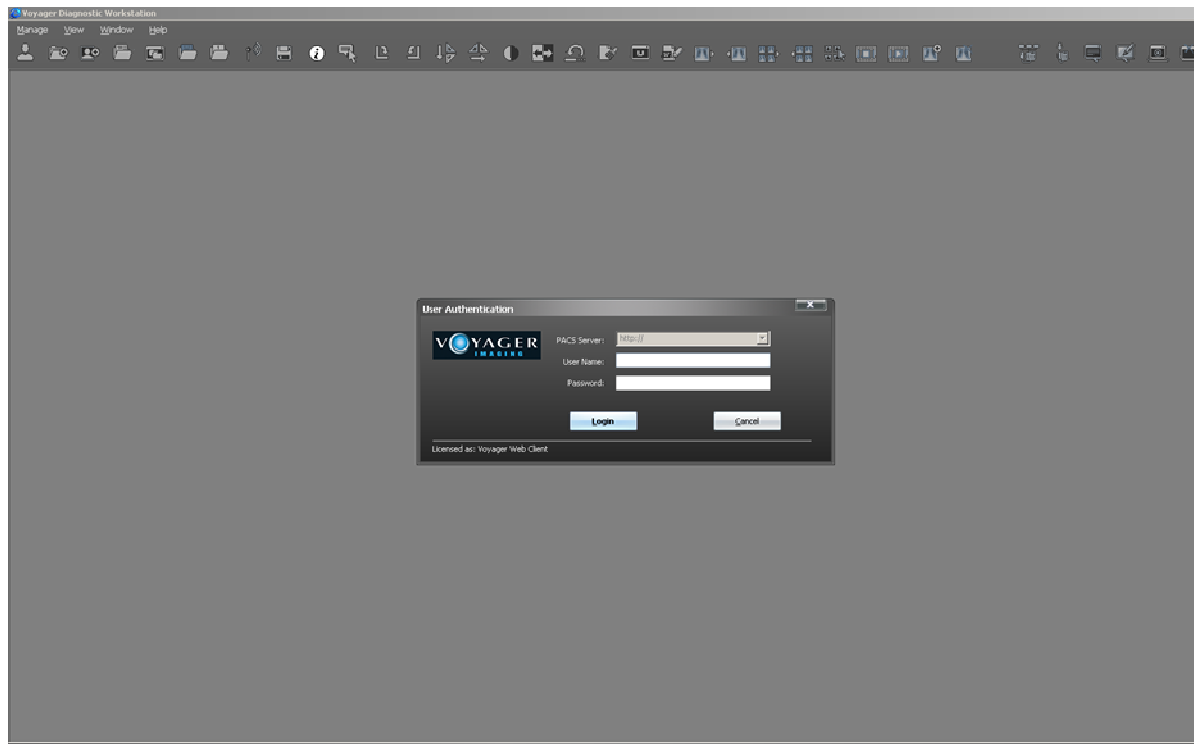 Voyager Diagnostic Workstation
Manage View Window Help
User Authentication
VOYAGER
IMAGING
PACS Server: http://
User Name:
Password:
Login Cancel
Licensed as: Voyager Web Client